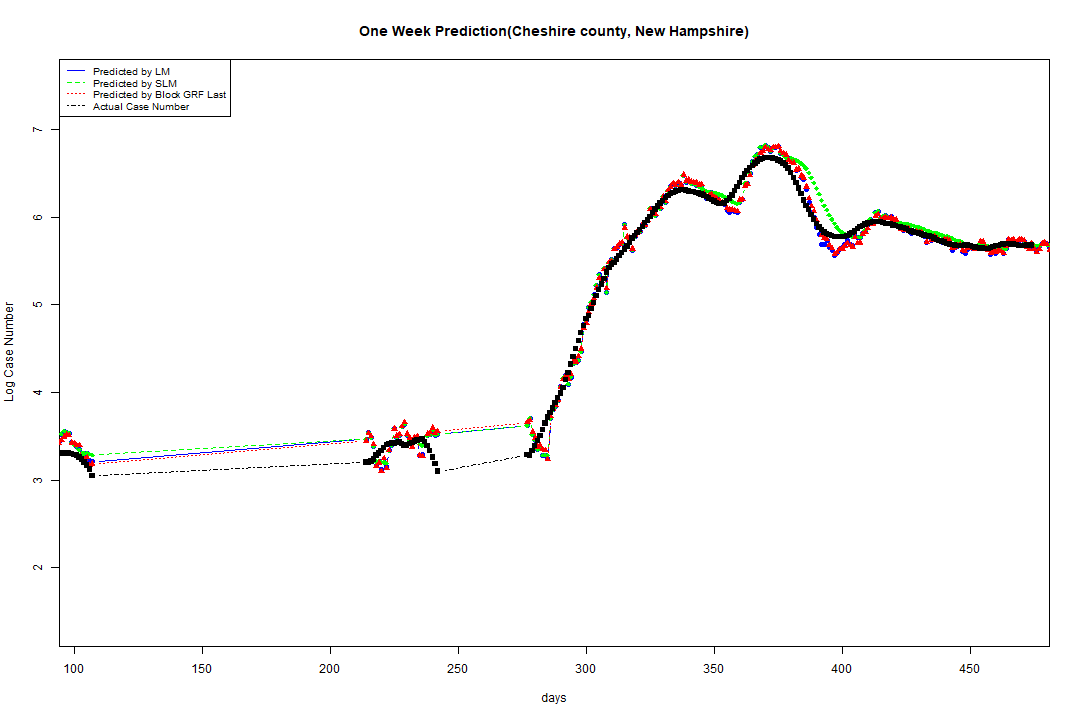 One Week Prediction(Cheshire county, New Hampshire)
Predicted by LM
Predicted by SLM
Predicted by Block GRF Last
Actual Case Number
Log Case Number
7
6
5
4
3
2
100 150 200 250 300 350 400 450
days